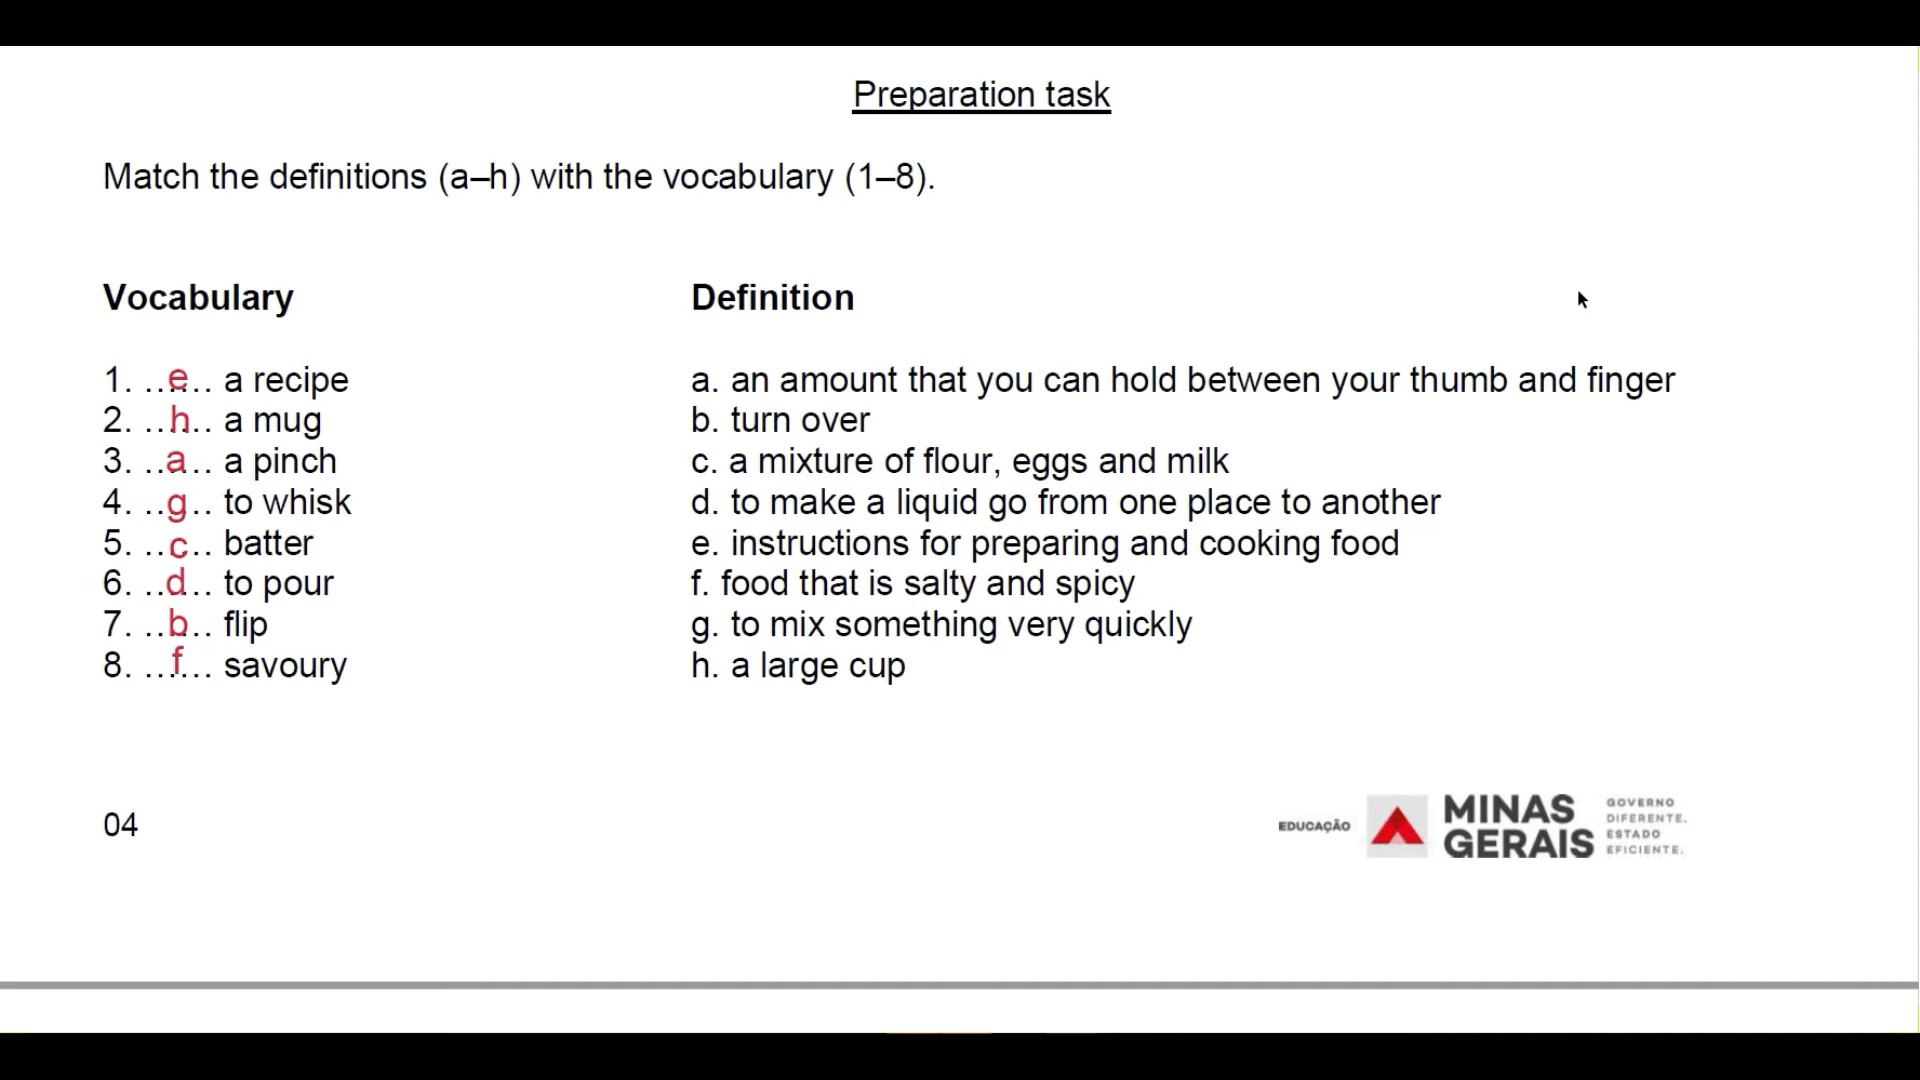 Preparation task
Match the definitions (a–h) with the vocabulary (1–8).
Vocabulary
Definition
1. ..e.. a recipe
a. an amount that you can hold between your thumb and finger
2. ..h.. a mug
b. turn over
3. ..a.. a pinch
c. a mixture of flour, eggs and milk
4. ..g.. to whisk
d. to make a liquid go from one place to another
5. ..c.. batter
e. instructions for preparing and cooking food
6. ..d.. to pour
f. food that is salty and spicy
7. ..b.. flip
g. to mix something very quickly
8. ..f.. savoury
h. a large cup
04
EDUCAÇÃO
MINAS
GERAIS
GOVERNO
DIFERENTE.
ESTADO
EFICIENTE.